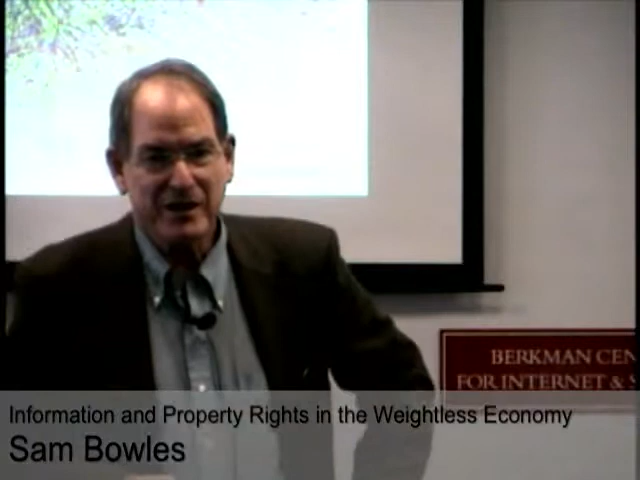 BERKMAN CEN
FOR INTERNET & S
Information and Property Rights in the Weightless Economy
Sam Bowles